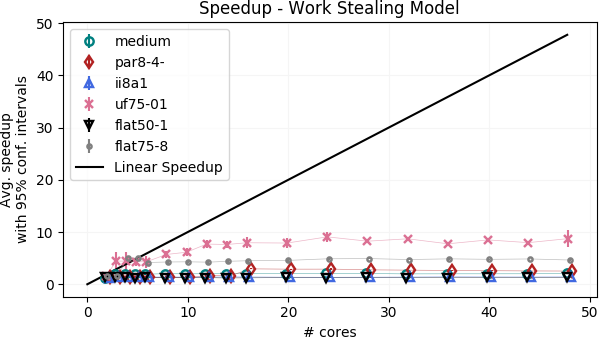 Speedup - Work Stealing Model
Avg. speedup
with 95% conf. intervals
50
40
30
20
10
0
medium
par8-4-
ii8a1
uf75-01
flat50-1
flat75-8
Linear Speedup
0 10 20 30 40 50
# cores